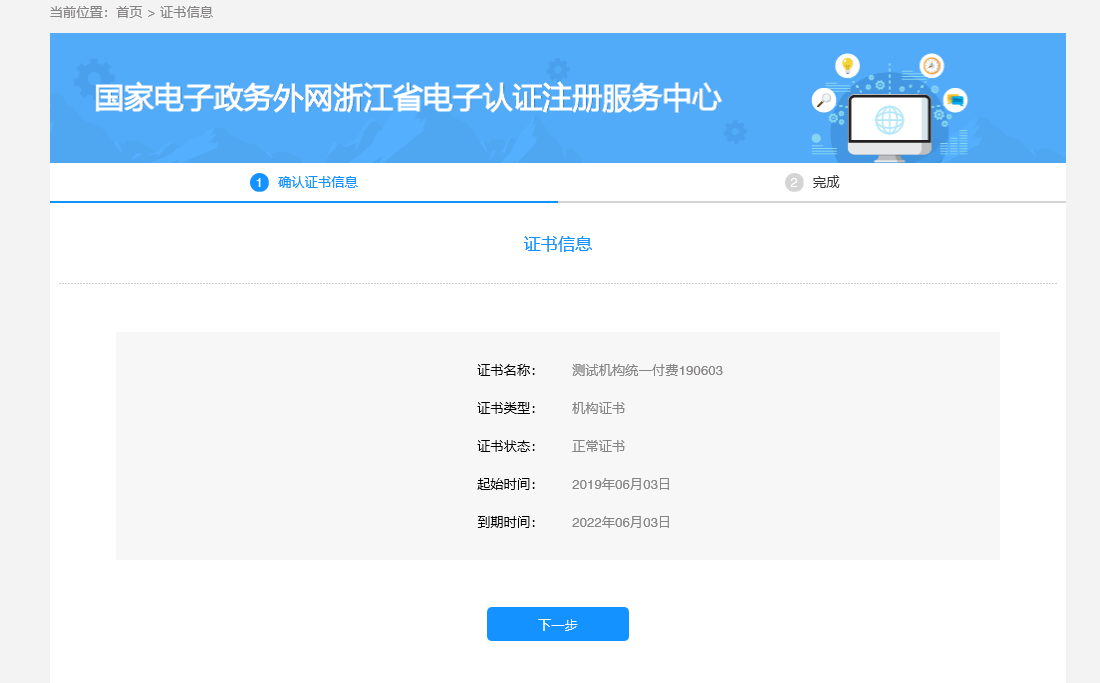 当前位置：首页 > 证书信息
国家电子政务外网浙江省电子认证注册服务中心
1 确认证书信息 2 完成
证书信息
证书名称： 测试机构统一付费190603
证书类型： 机构证书
证书状态： 正常证书
起始时间： 2019年06月03日
到期时间： 2022年06月03日
下一步